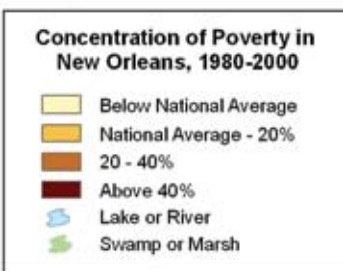 Concentration of Poverty in
New Orleans, 1980-2000
Below National Average
National Average - 20%
20 - 40%
Above 40%
Lake or River
Swamp or Marsh